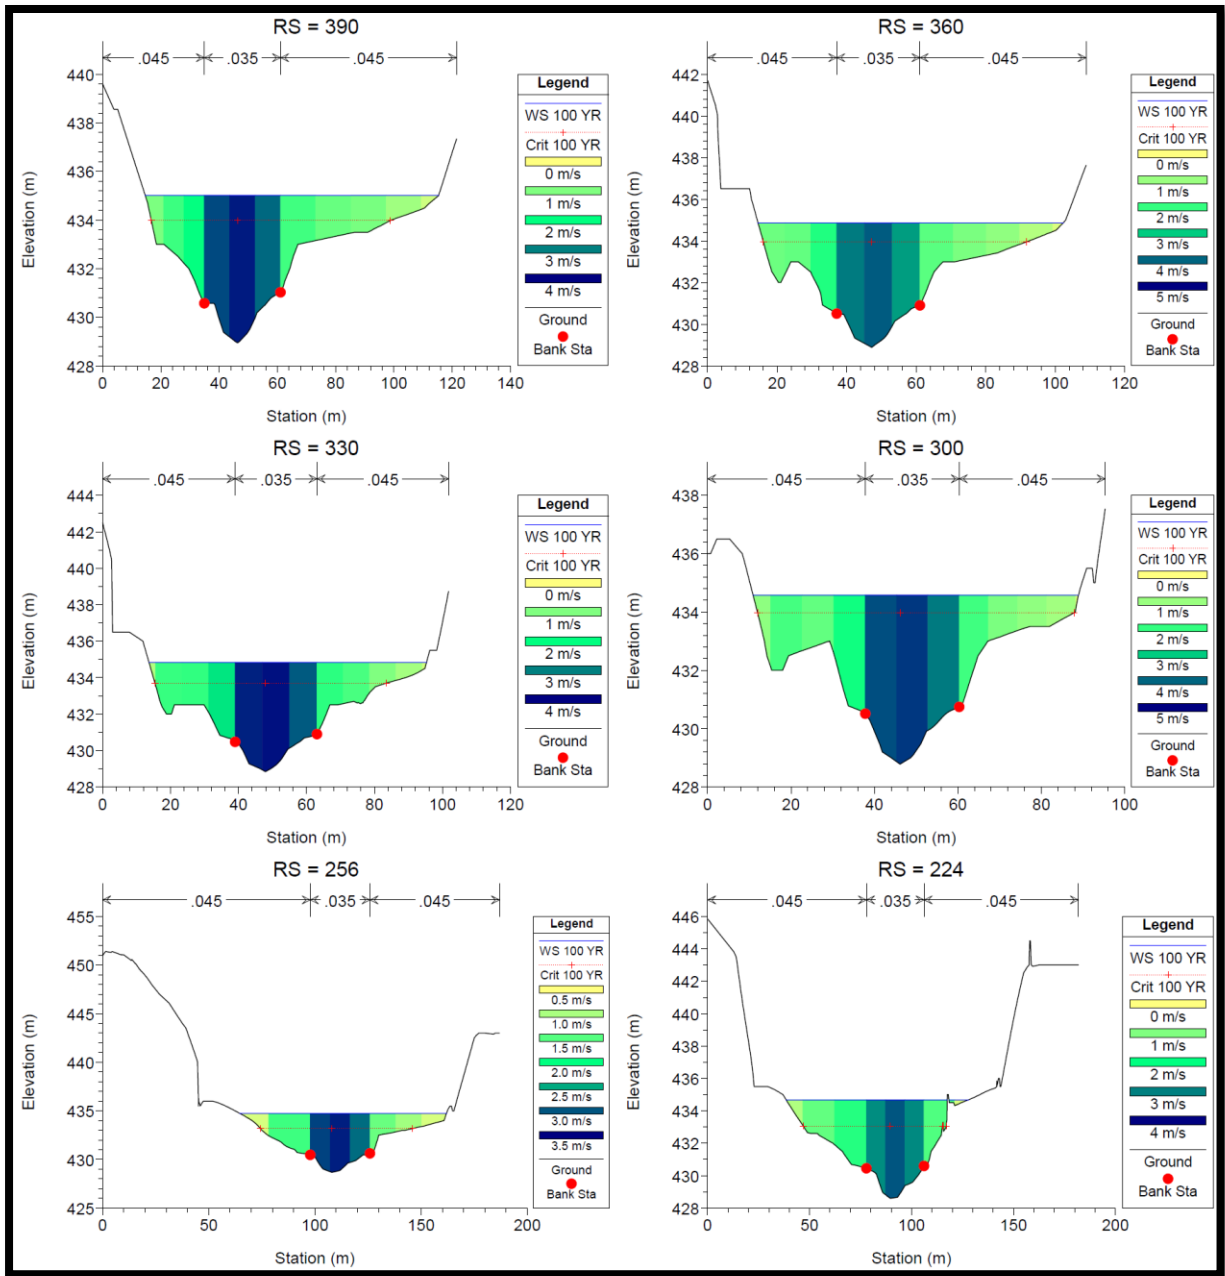 RS = 390
.045 .035 .045
440
438
436
434
432
430
428
Elevation (m)
0 20 40 60 80 100 120 140
Station (m)
Legend
WS 100 YR
Crit 100 YR
0 m/s
1 m/s
2 m/s
3 m/s
4 m/s
Ground
Bank Sta
RS = 360
.045 .035 .045
442
440
438
436
434
432
430
428
Elevation (m)
0 20 40 60 80 100 120
Station (m)
Legend
WS 100 YR
Crit 100 YR
0 m/s
1 m/s
2 m/s
3 m/s
4 m/s
5 m/s
Ground
Bank Sta
RS = 330
.045 .035 .045
444
442
440
438
436
434
432
430
428
Elevation (m)
0 20 40 60 80 100 120
Station (m)
Legend
WS 100 YR
Crit 100 YR
0 m/s
1 m/s
2 m/s
3 m/s
4 m/s
Ground
Bank Sta
RS = 300
.045 .035 .045
438
436
434
432
430
428
Elevation (m)
0 20 40 60 80 100
Station (m)
Legend
WS 100 YR
Crit 100 YR
0 m/s
1 m/s
2 m/s
3 m/s
4 m/s
5 m/s
Ground
Bank Sta
RS = 256
.045 .035 .045
455
450
445
440
435
430
425
Elevation (m)
0 50 100 150 200
Station (m)
Legend
WS 100 YR
Crit 100 YR
0.5 m/s
1.0 m/s
1.5 m/s
2.0 m/s
2.5 m/s
3.0 m/s
3.5 m/s
Ground
Bank Sta
RS = 224
.045 .035 .045
446
444
442
440
438
436
434
432
430
428
Elevation (m)
0 50 100 150 200
Station (m)
Legend
WS 100 YR
Crit 100 YR
0 m/s
1 m/s
2 m/s
3 m/s
4 m/s
Ground
Bank Sta